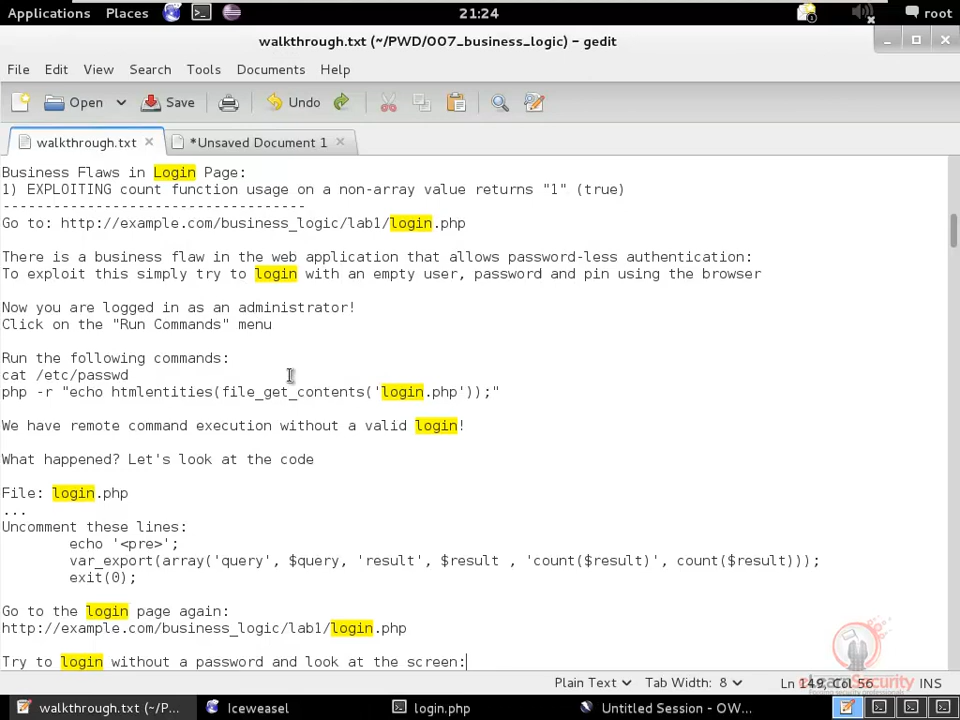 Applications Places 21:24 root
walkthrough.txt (~/PWD/007_business_logic) - gedit
File Edit View Search Tools Documents Help
Open Save Undo
walkthrough.txt *Unsaved Document 1
Business Flaws in Login Page:
1) EXPLOITING count function usage on a non-array value returns "1" (true)
------------------------------------
Go to: http://example.com/business_logic/lab1/login.php
There is a business flaw in the web application that allows password-less authentication:
To exploit this simply try to login with an empty user, password and pin using the browser
Now you are logged in as an administrator!
Click on the "Run Commands" menu
Run the following commands:
cat /etc/passwd
php -r "echo htmlentities(file_get_contents('login.php'));"
We have remote command execution without a valid login!
What happened? Let's look at the code
File: login.php
...
Uncomment these lines:
echo '<pre>';
var_export(array('query', $query, 'result', $result , 'count($result)', count($result)));
exit(0);
Go to the login page again:
http://example.com/business_logic/lab1/login.php
Try to login without a password and look at the screen:
Plain Text Tab Width: 8 Ln 149, Col 56 INS
eLearnSecurity
walkthrough.txt (~/P... Iceweasel login.php Untitled Session - OW...